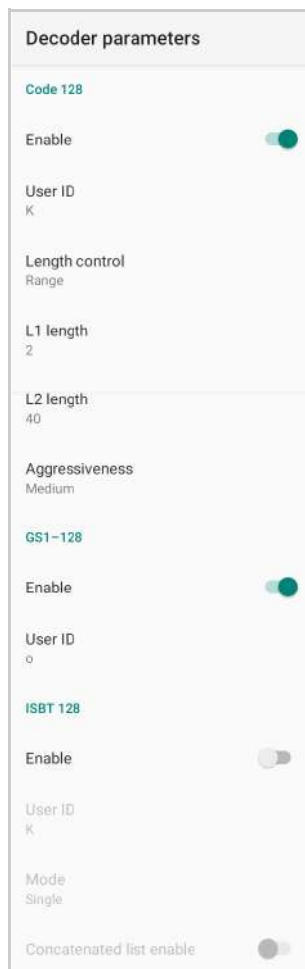 Decoder parameters
Code 128
Enable
User ID
K
Length control
Range
L1 length
2
L2 length
40
Aggressiveness
Medium
GS1-128
Enable
User ID
o
ISBT 128
Enable
User ID
K
Mode
Single
Concatenated list enable